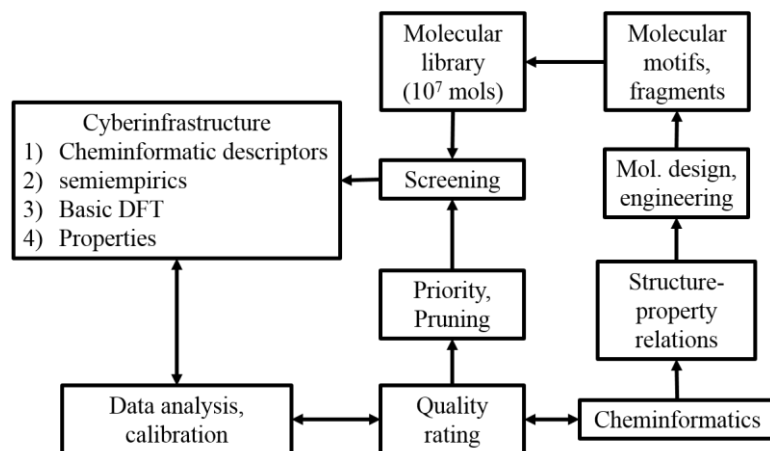 Molecular
library
(10⁷ mols)
Molecular
motifs,
fragments
Cyberinfrastructure
1) Cheminformatic descriptors
2) semiempirics
3) Basic DFT
4) Properties
Screening
Mol. design,
engineering
Priority,
Pruning
Structure-
property
relations
Data analysis,
calibration
Quality
rating
Cheminformatics